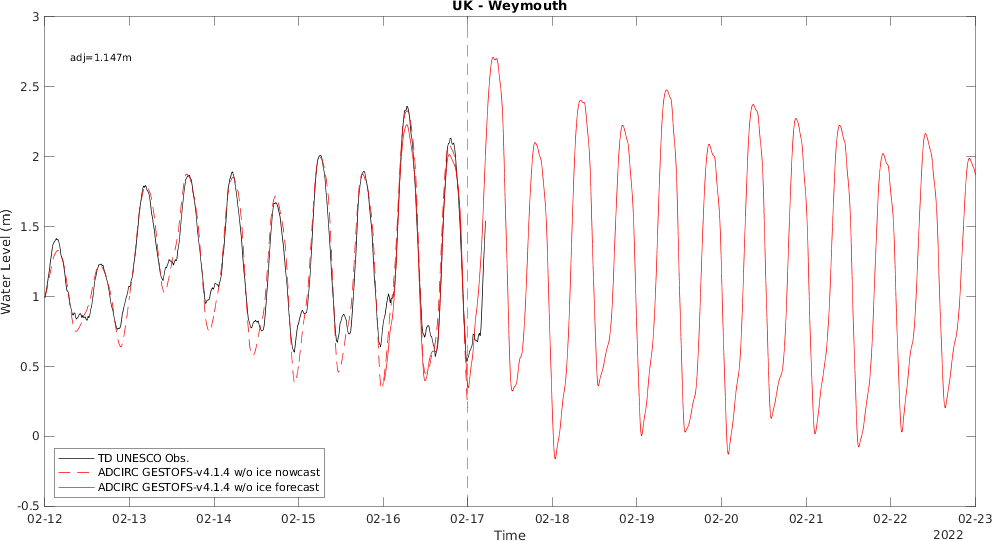 UK - Weymouth
adj=1.147m
3
2.5
2
1.5
1
0.5
0
-0.5
Water Level (m)
TD UNESCO Obs.
ADCIRC GESTOFS-v4.1.4 w/o ice nowcast
ADCIRC GESTOFS-v4.1.4 w/o ice forecast
02-12 02-13 02-14 02-15 02-16 02-17 02-18 02-19 02-20 02-21 02-22 02-23
Time
2022